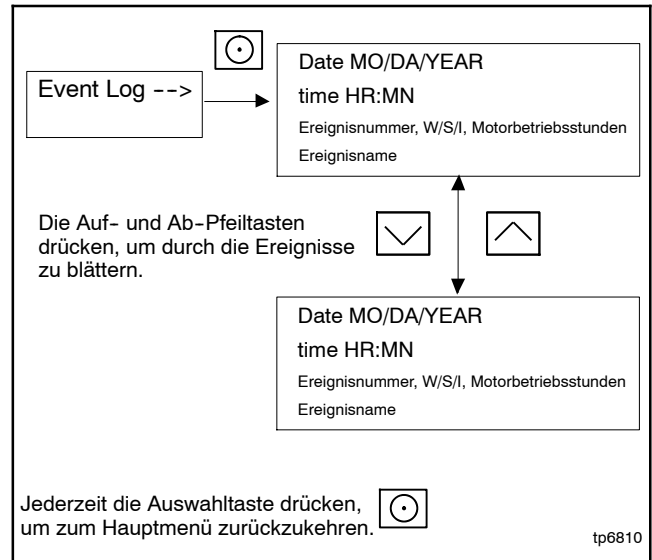 Event Log -->
Date MO/DA/YEAR
time HR:MN
Ereignisnummer, W/S/I, Motorbetriebsstunden
Ereignisname
Die Auf- und Ab-Pfeiltasten
drücken, um durch die Ereignisse
zu blättern.
Date MO/DA/YEAR
time HR:MN
Ereignisnummer, W/S/I, Motorbetriebsstunden
Ereignisname
Jederzeit die Auswahltaste drücken,
um zum Hauptmenü zurückzukehren.
tp6810